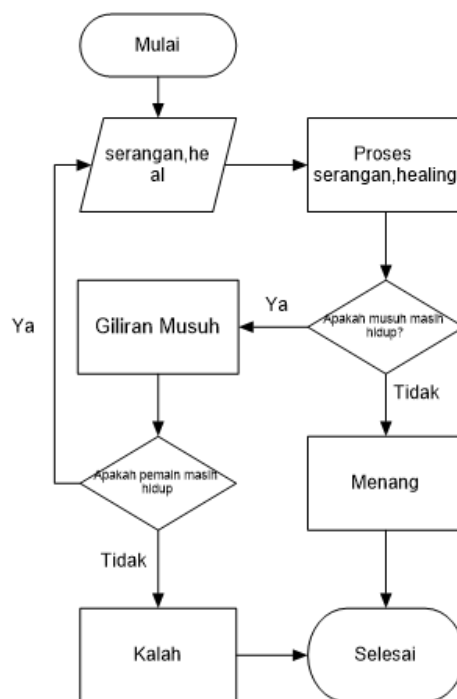 Mulai
serangan,he
al
Proses
serangan,healing
Apakah musuh masih
hidup?
Ya
Giliran Musuh
Ya
Tidak
Apakah pemain masih
hidup
Menang
Tidak
Kalah
Selesai